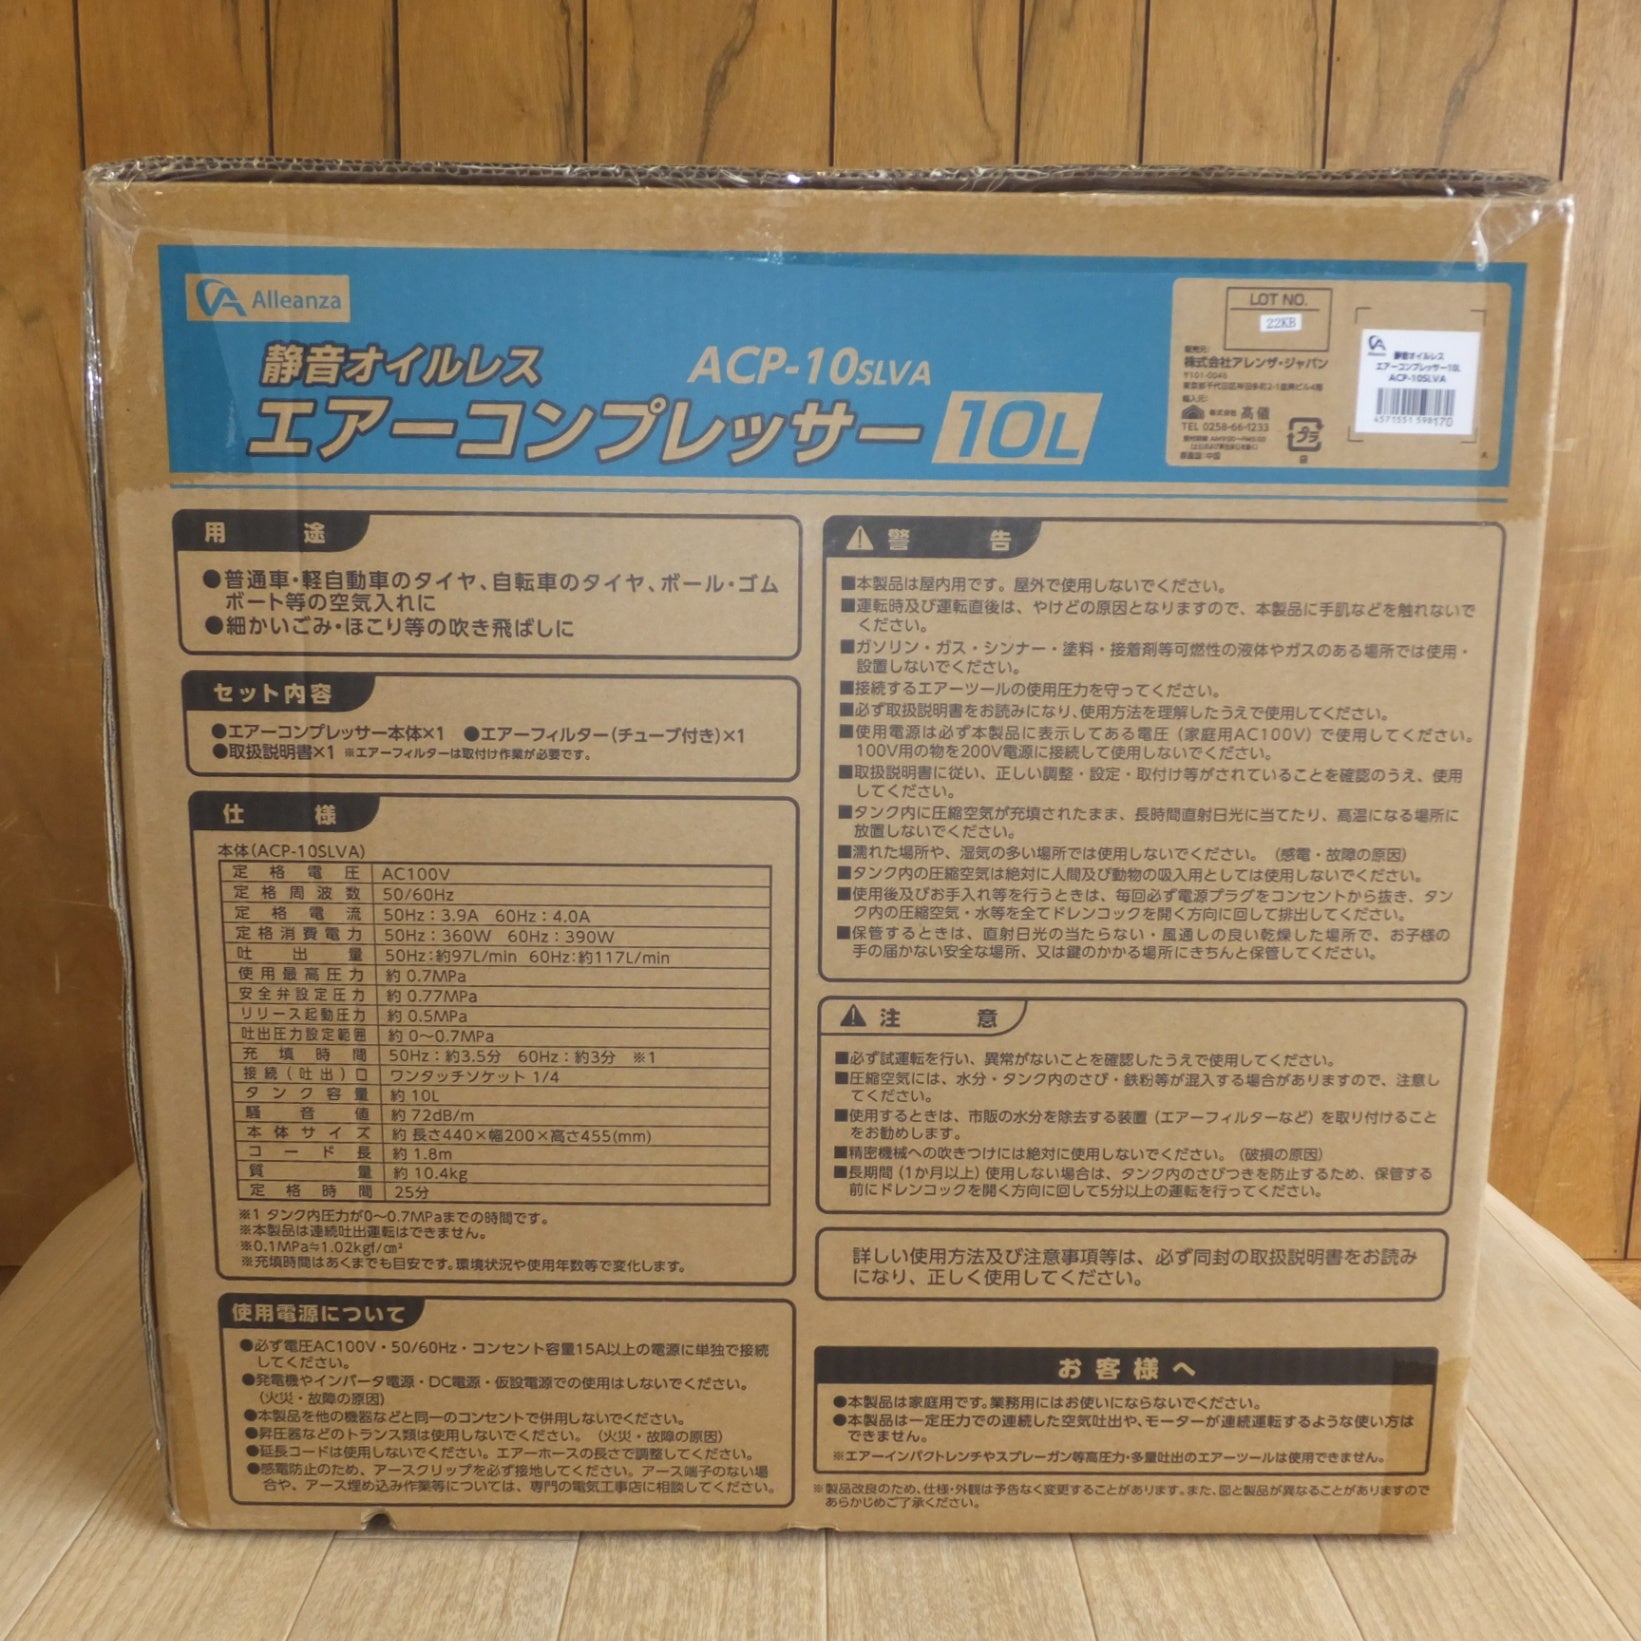 Alleanza
静音オイルレス
ACP-10SLVA
エアーコンプレッサー 10L
LOT NO.
22KB
販売元:
株式会社アレンザ・ジャパン
〒101-0046
輸入元:
株式会社 高儀
TEL 0258-66-1233
原産国:中国
プラ
袋
Alleanza
静音オイルレス
エアーコンプレッサー10L
ACP-10SLVA
4571551 598570
用途
●普通車・軽自動車のタイヤ、自転車のタイヤ、ボール・ゴム
ボート等の空気入れに
●細かいごみ・ほこり等の吹き飛ばしに
セット内容
●エアーコンプレッサー本体×1 ●エアーフィルター(チューブ付き)×1
●取扱説明書×1 ※エアーフィルターは取付け作業が必要です。
仕様
本体(ACP-10SLVA)
定格電圧 AC100V
定格周波数 50/60Hz
定格電流 50Hz:3.9A 60Hz:4.0A
定格消費電力 50Hz:360W 60Hz:390W
吐出量 50Hz:約97L/min 60Hz:約117L/min
使用最高圧力 約 0.7MPa
安全弁設定圧力 約 0.77MPa
リリース起動圧力 約 0.5MPa
吐出圧力設定範囲 約 0〜0.7MPa
充填時間 50Hz:約3.5分 60Hz:約3分 ※1
接続(吐出)口 ワンタッチソケット 1/4
タンク容量 約 10L
騒音値 約 72dB/m
本体サイズ 約 長さ440×幅200×高さ455(mm)
コード長 約 1.8m
質量 約 10.4kg
定格時間 25分
※1 タンク内圧力が0〜0.7MPaまでの時間です。
※本製品は連続吐出運転はできません。
※0.1MPa≒1.02kgf/cm²
※充填時間はあくまでも目安です。環境状況や使用年数等で変化します。
使用電源について
●必ず電圧AC100V・50/60Hz・コンセント容量15A以上の電源に単独で接続
してください。
●発電機やインバータ電源・DC電源・仮設電源での使用はしないでください。
(火災・故障の原因)
●本製品を他の機器などと同一のコンセントで併用しないでください。
●昇圧器などのトランス類は使用しないでください。(火災・故障の原因)
●延長コードは使用しないでください。エアーホースの長さで調整してください。
●感電防止のため、アースクリップを必ず接地してください。アース端子のない場
合や、アース埋め込み作業等については、専門の電気工事店に相談してください。
警告
■本製品は屋内用です。屋外で使用しないでください。
■運転時及び運転直後は、やけどの原因となりますので、本製品に手肌などを触れないで
ください。
■ガソリン・ガス・シンナー・塗料・接着剤等可燃性の液体やガスのある場所では使用・
設置しないでください。
■接続するエアーツールの使用圧力を守ってください。
■必ず取扱説明書をお読みになり、使用方法を理解したうえで使用してください。
■使用電源は必ず本製品に表示してある電圧(家庭用AC100V)で使用してください。
100V用の物を200V電源に接続して使用しないでください。
■取扱説明書に従い、正しい調整・設定・取付け等がされていることを確認のうえ、使用
してください。
■タンク内に圧縮空気が充填されたまま、長時間直射日光に当てたり、高温になる場所に
放置しないでください。
■濡れた場所や、湿気の多い場所では使用しないでください。(感電・故障の原因)
■タンク内の圧縮空気は絶対に人間及び動物の吸入用としては使用しないでください。
■使用後及びお手入れ等を行うときは、毎回必ず電源プラグをコンセントから抜き、タン
ク内の圧縮空気・水等を全てドレンコックを開く方向に回して排出してください。
■保管するときは、直射日光の当たらない・風通しの良い乾燥した場所で、お子様の
手の届かない安全な場所、又は鍵のかかる場所にきちんと保管してください。
注意
■必ず試運転を行い、異常がないことを確認したうえで使用してください。
■圧縮空気には、水分・タンク内のさび・鉄粉等が混入する場合がありますので、注意し
てください。
■使用するときは、市販の水分を除去する装置(エアーフィルターなど)を取り付けること
をお勧めします。
■精密機械への吹きつけには絶対に使用しないでください。(破損の原因)
■長期間(1か月以上)使用しない場合は、タンク内のさびつきを防止するため、保管する
前にドレンコックを開く方向に回して5分以上の運転を行ってください。
詳しい使用方法及び注意事項等は、必ず同封の取扱説明書をお読み
になり、正しく使用してください。
お客様へ
●本製品は家庭用です。業務用にはお使いにならないでください。
●本製品は一定圧力での連続した空気吐出や、モーターが連続運転するような使い方は
できません。
※エアーインパクトレンチやスプレーガン等高圧力・多量吐出のエアーツールは使用できません。
※製品改良のため、仕様・外観は予告なく変更することがあります。また、図と製品が異なることがありますので
あらかじめご了承ください。